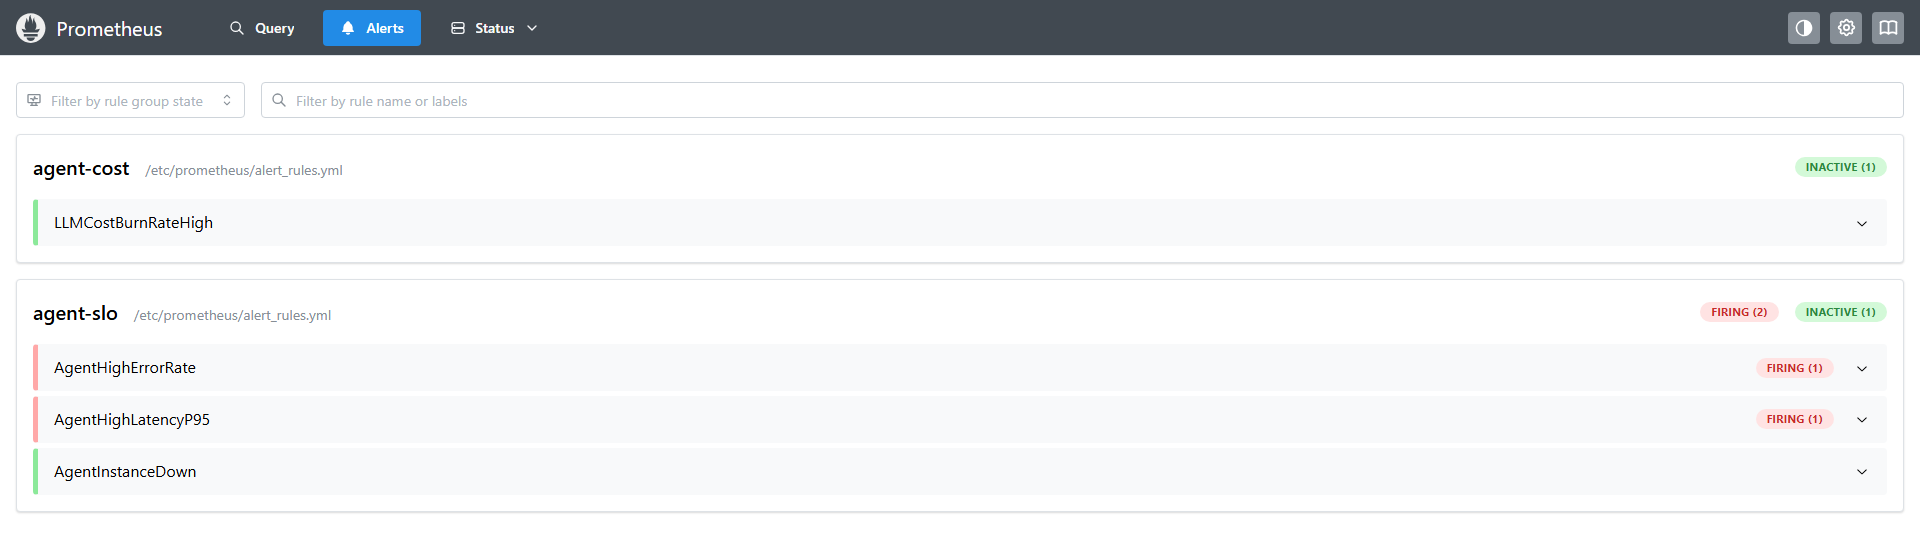 Prometheus Query Alerts Status
Filter by rule group state Filter by rule name or labels
agent-cost /etc/prometheus/alert_rules.yml INACTIVE (1)
LLMCostBurnRateHigh
agent-slo /etc/prometheus/alert_rules.yml FIRING (2) INACTIVE (1)
AgentHighErrorRate FIRING (1)
AgentHighLatencyP95 FIRING (1)
AgentInstanceDown